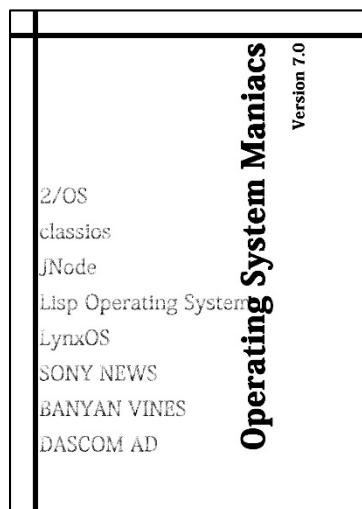 Operating System Maniacs
Version 7.0
2/OS
classios
JNode
Lisp Operating System
LynxOS
SONY NEWS
BANYAN VINES
DASCOM AD